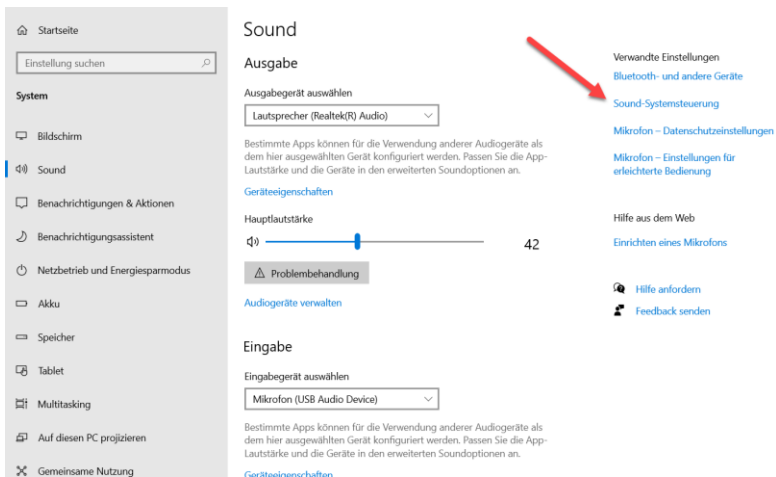 Startseite
Einstellung suchen
System
Bildschirm
Sound
Benachrichtigungen & Aktionen
Benachrichtigungsassistent
Netzbetrieb und Energiesparmodus
Akku
Speicher
Tablet
Multitasking
Auf diesen PC projizieren
Gemeinsame Nutzung
Sound
Ausgabe
Ausgabegerät auswählen
Lautsprecher (Realtek(R) Audio)
Bestimmte Apps können für die Verwendung anderer Audiogeräte als
dem hier ausgewählten Gerät konfiguriert werden. Passen Sie die App-
Lautstärke und die Geräte in den erweiterten Soundoptionen an.
Geräteeigenschaften
Hauptlautstärke
42
Problembehandlung
Audiogeräte verwalten
Eingabe
Eingabegerät auswählen
Mikrofon (USB Audio Device)
Bestimmte Apps können für die Verwendung anderer Audiogeräte als
dem hier ausgewählten Gerät konfiguriert werden. Passen Sie die App-
Lautstärke und die Geräte in den erweiterten Soundoptionen an.
Geräteeigenschaften
Verwandte Einstellungen
Bluetooth- und andere Geräte
Sound-Systemsteuerung
Mikrofon – Datenschutzeinstellungen
Mikrofon – Einstellungen für
erleichterte Bedienung
Hilfe aus dem Web
Einrichten eines Mikrofons
Hilfe anfordern
Feedback senden